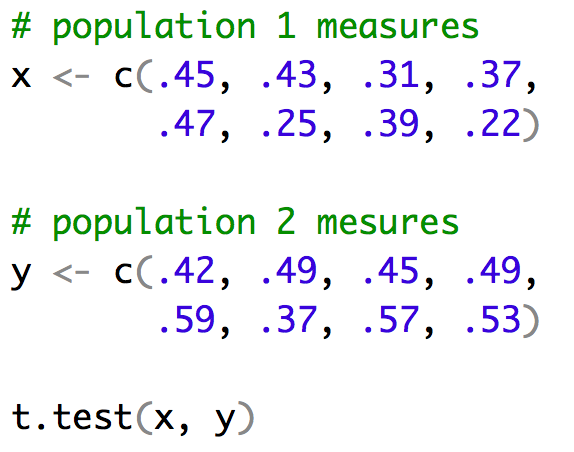 # population 1 measures
x <- c(.45, .43, .31, .37,
.47, .25, .39, .22)
# population 2 mesures
y <- c(.42, .49, .45, .49,
.59, .37, .57, .53)
t.test(x, y)